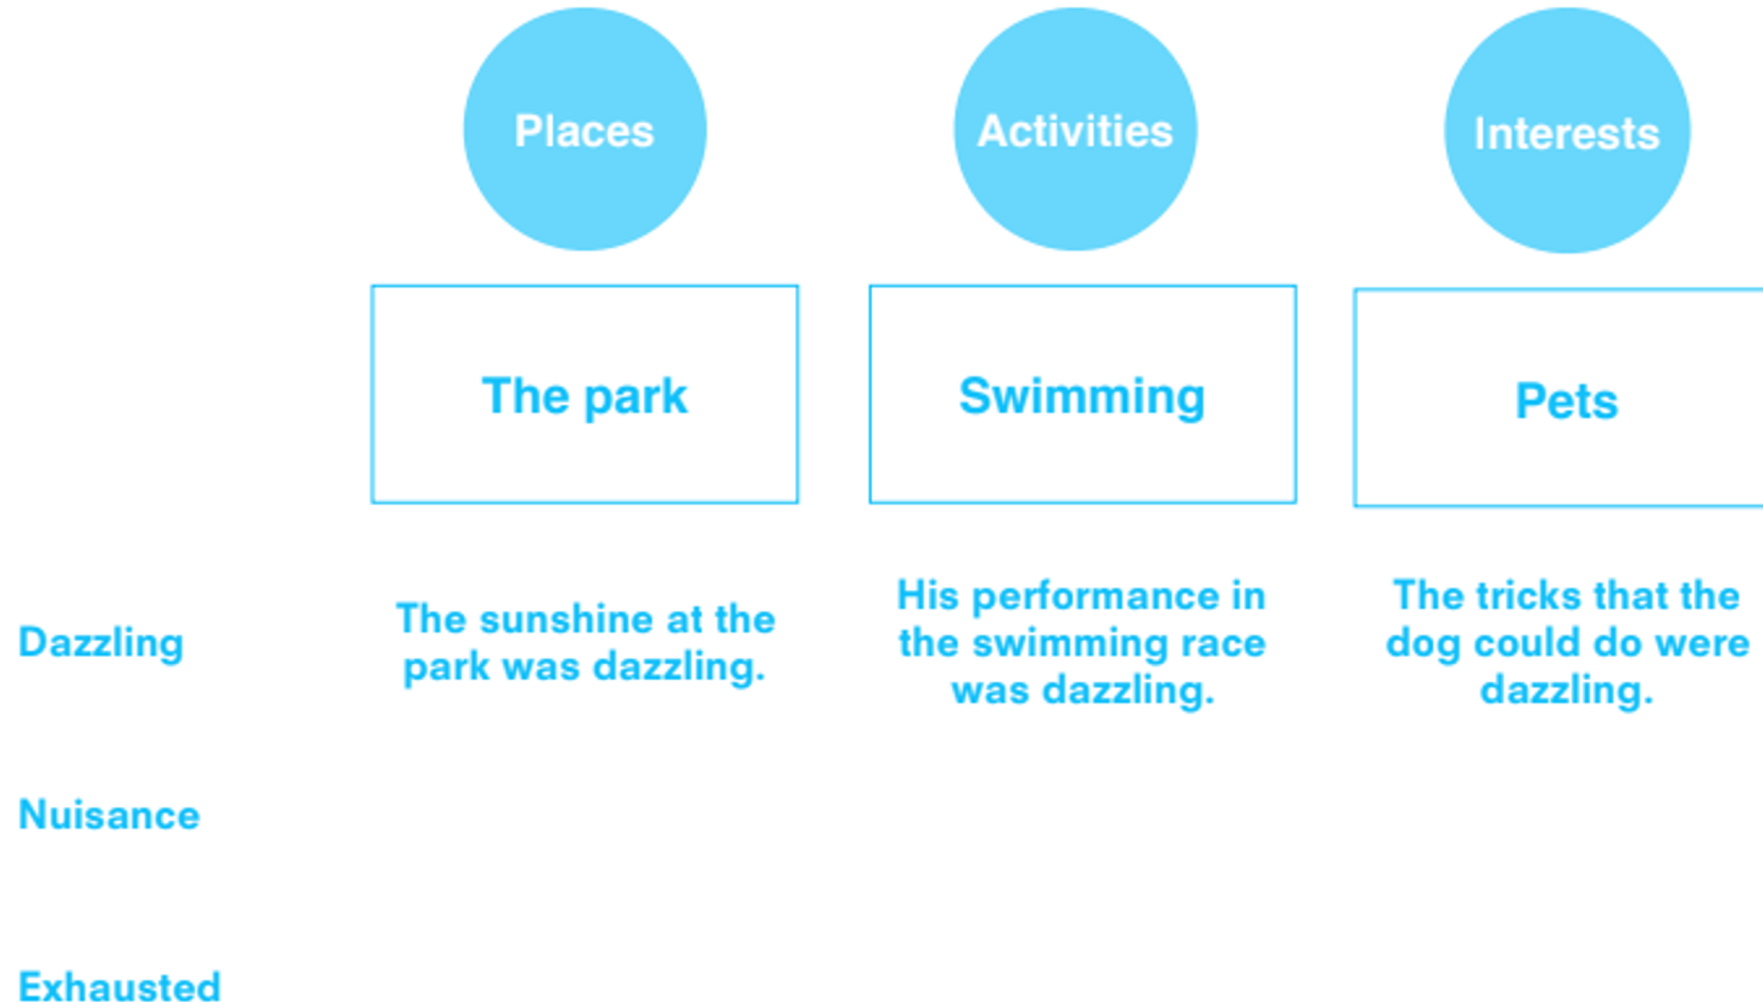 Places
Activities
Interests
The park
Swimming
Pets
Dazzling
The sunshine at the
park was dazzling.
His performance in
the swimming race
was dazzling.
The tricks that the
dog could do were
dazzling.
Nuisance
Exhausted